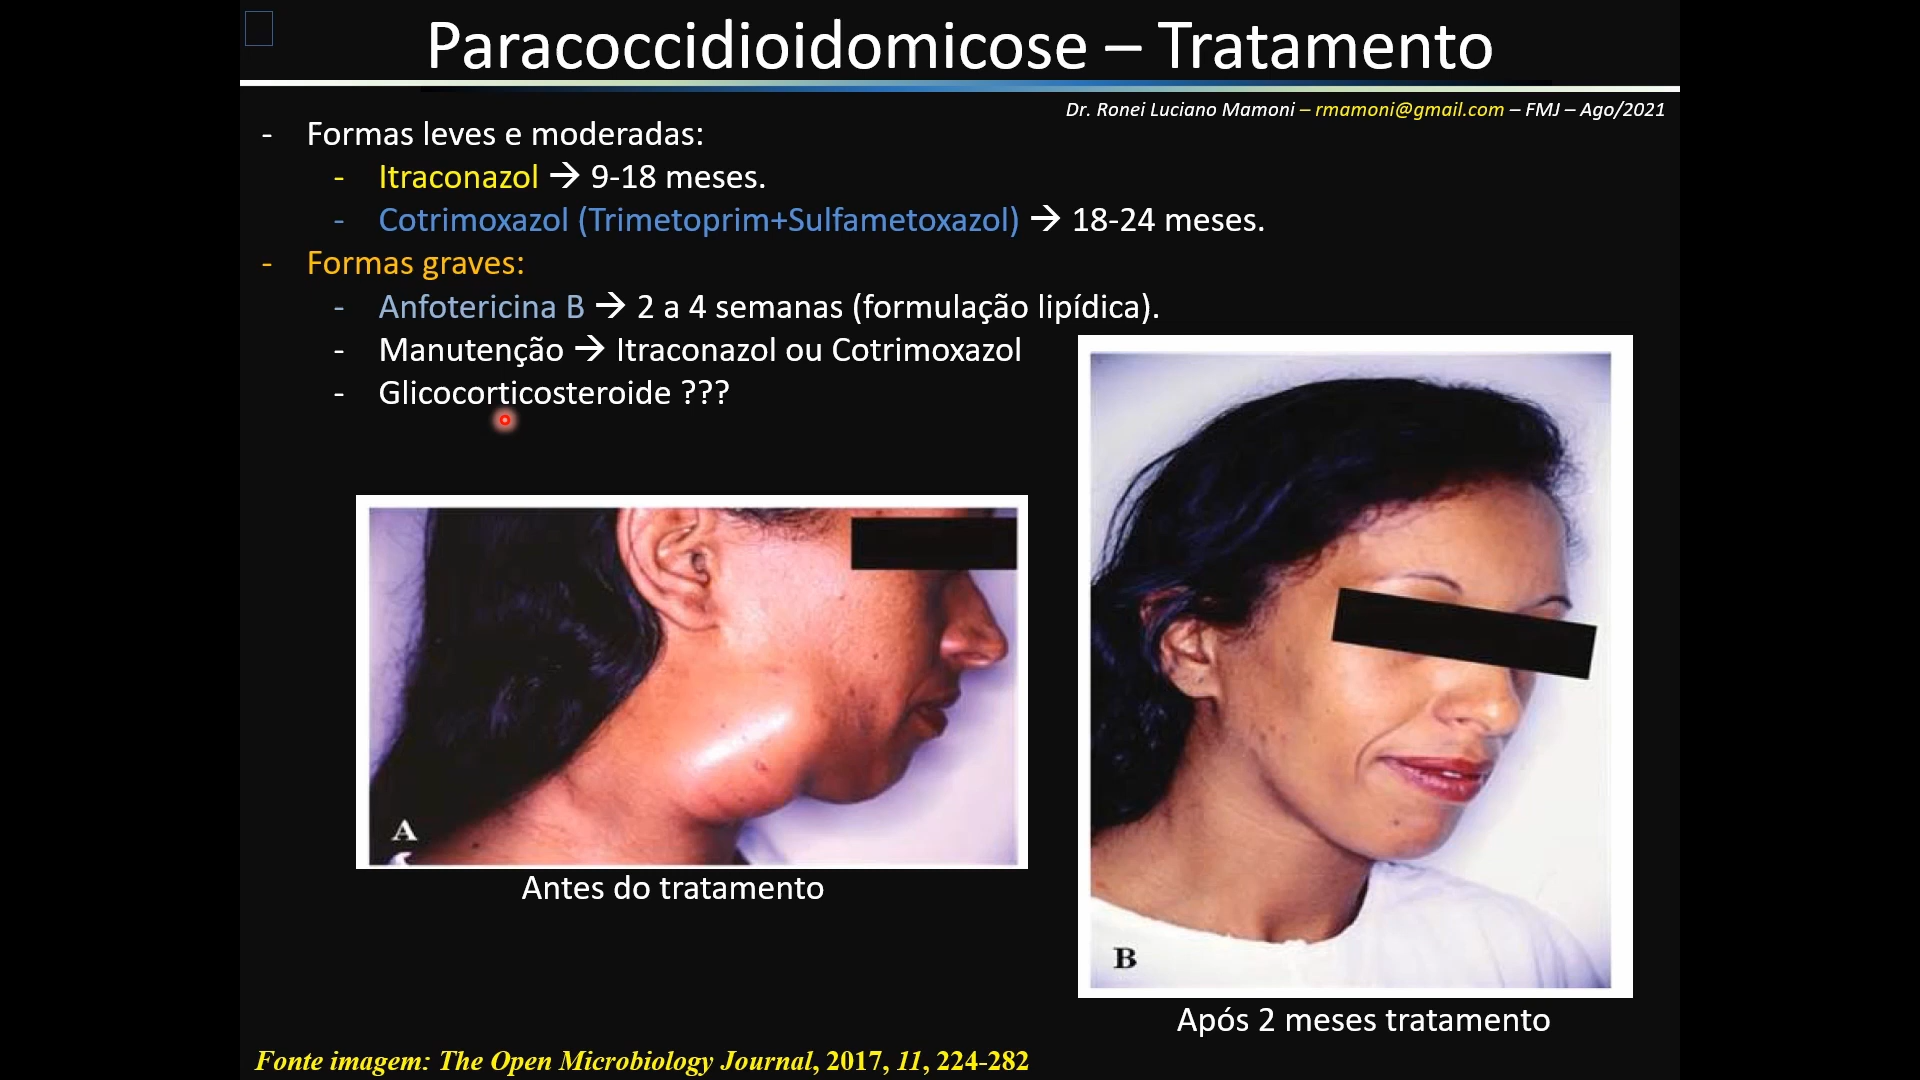 Paracoccidioidomicose – Tratamento
Dr. Ronei Luciano Mamoni – rmamoni@gmail.com – FMJ – Ago/2021
- Formas leves e moderadas:
- Itraconazol → 9-18 meses.
- Cotrimoxazol (Trimetoprim+Sulfametoxazol) → 18-24 meses.
- Formas graves:
- Anfotericina B → 2 a 4 semanas (formulação lipídica).
- Manutenção → Itraconazol ou Cotrimoxazol
- Glicocorticosteroide ???
A
Antes do tratamento
B
Após 2 meses tratamento
Fonte imagem: The Open Microbiology Journal, 2017, 11, 224-282